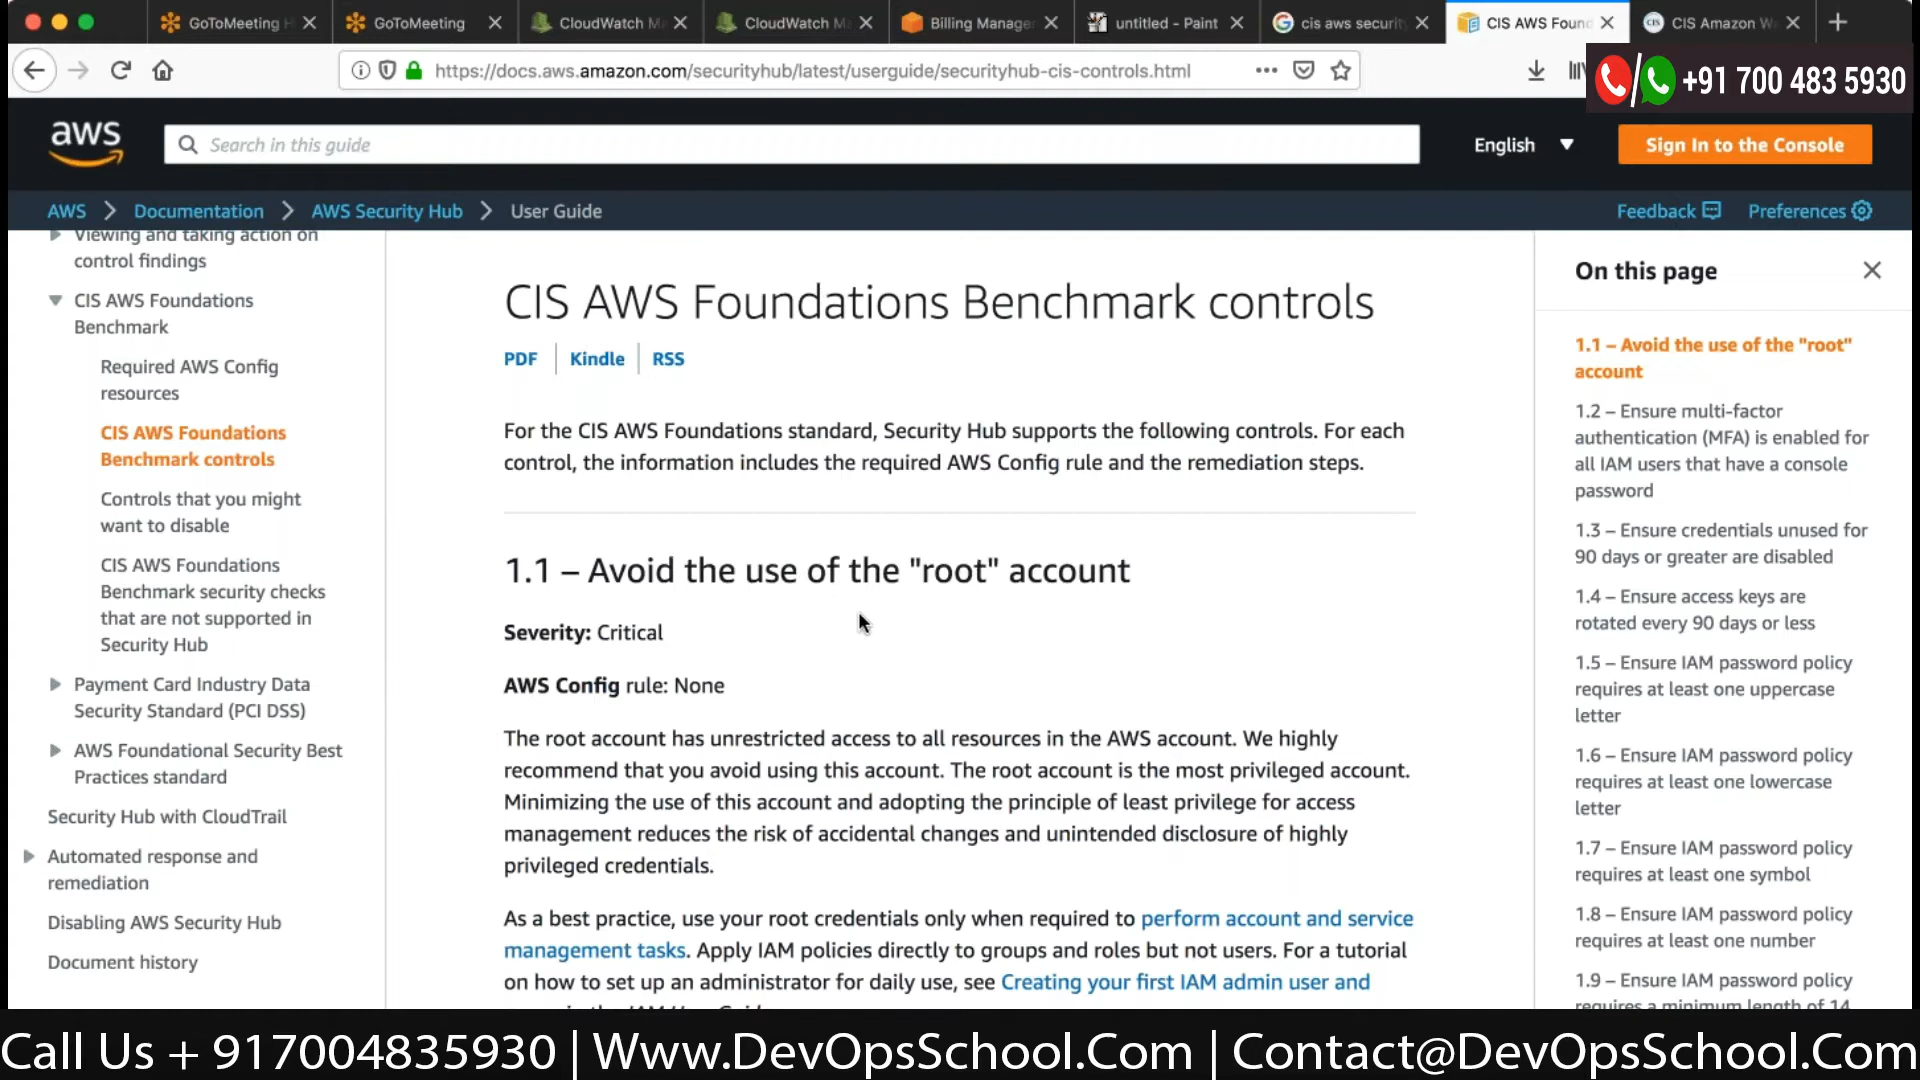 GoToMeeting
GoToMeeting
CloudWatch M
CloudWatch M
Billing Manage
untitled - Paint
cis aws securit
CIS AWS Foun
CIS Amazon W
https://docs.aws.amazon.com/securityhub/latest/userguide/securityhub-cis-controls.html
+91 700 483 5930
aws
Search in this guide
English
Sign In to the Console
AWS
Documentation
AWS Security Hub
User Guide
Feedback
Preferences
Viewing and taking action on
control findings
CIS AWS Foundations
Benchmark
Required AWS Config
resources
CIS AWS Foundations
Benchmark controls
Controls that you might
want to disable
CIS AWS Foundations
Benchmark security checks
that are not supported in
Security Hub
Payment Card Industry Data
Security Standard (PCI DSS)
AWS Foundational Security Best
Practices standard
Security Hub with CloudTrail
Automated response and
remediation
Disabling AWS Security Hub
Document history
CIS AWS Foundations Benchmark controls
PDF
Kindle
RSS
For the CIS AWS Foundations standard, Security Hub supports the following controls. For each
control, the information includes the required AWS Config rule and the remediation steps.
1.1 – Avoid the use of the "root" account
Severity: Critical
AWS Config rule: None
The root account has unrestricted access to all resources in the AWS account. We highly
recommend that you avoid using this account. The root account is the most privileged account.
Minimizing the use of this account and adopting the principle of least privilege for access
management reduces the risk of accidental changes and unintended disclosure of highly
privileged credentials.
As a best practice, use your root credentials only when required to perform account and service
management tasks. Apply IAM policies directly to groups and roles but not users. For a tutorial
on how to set up an administrator for daily use, see Creating your first IAM admin user and
On this page
1.1 – Avoid the use of the "root"
account
1.2 – Ensure multi-factor
authentication (MFA) is enabled for
all IAM users that have a console
password
1.3 – Ensure credentials unused for
90 days or greater are disabled
1.4 – Ensure access keys are
rotated every 90 days or less
1.5 – Ensure IAM password policy
requires at least one uppercase
letter
1.6 – Ensure IAM password policy
requires at least one lowercase
letter
1.7 – Ensure IAM password policy
requires at least one symbol
1.8 – Ensure IAM password policy
requires at least one number
1.9 – Ensure IAM password policy
requires a minimum length of 14
Call Us + 917004835930 | Www.DevOpsSchool.Com | Contact@DevOpsSchool.Com